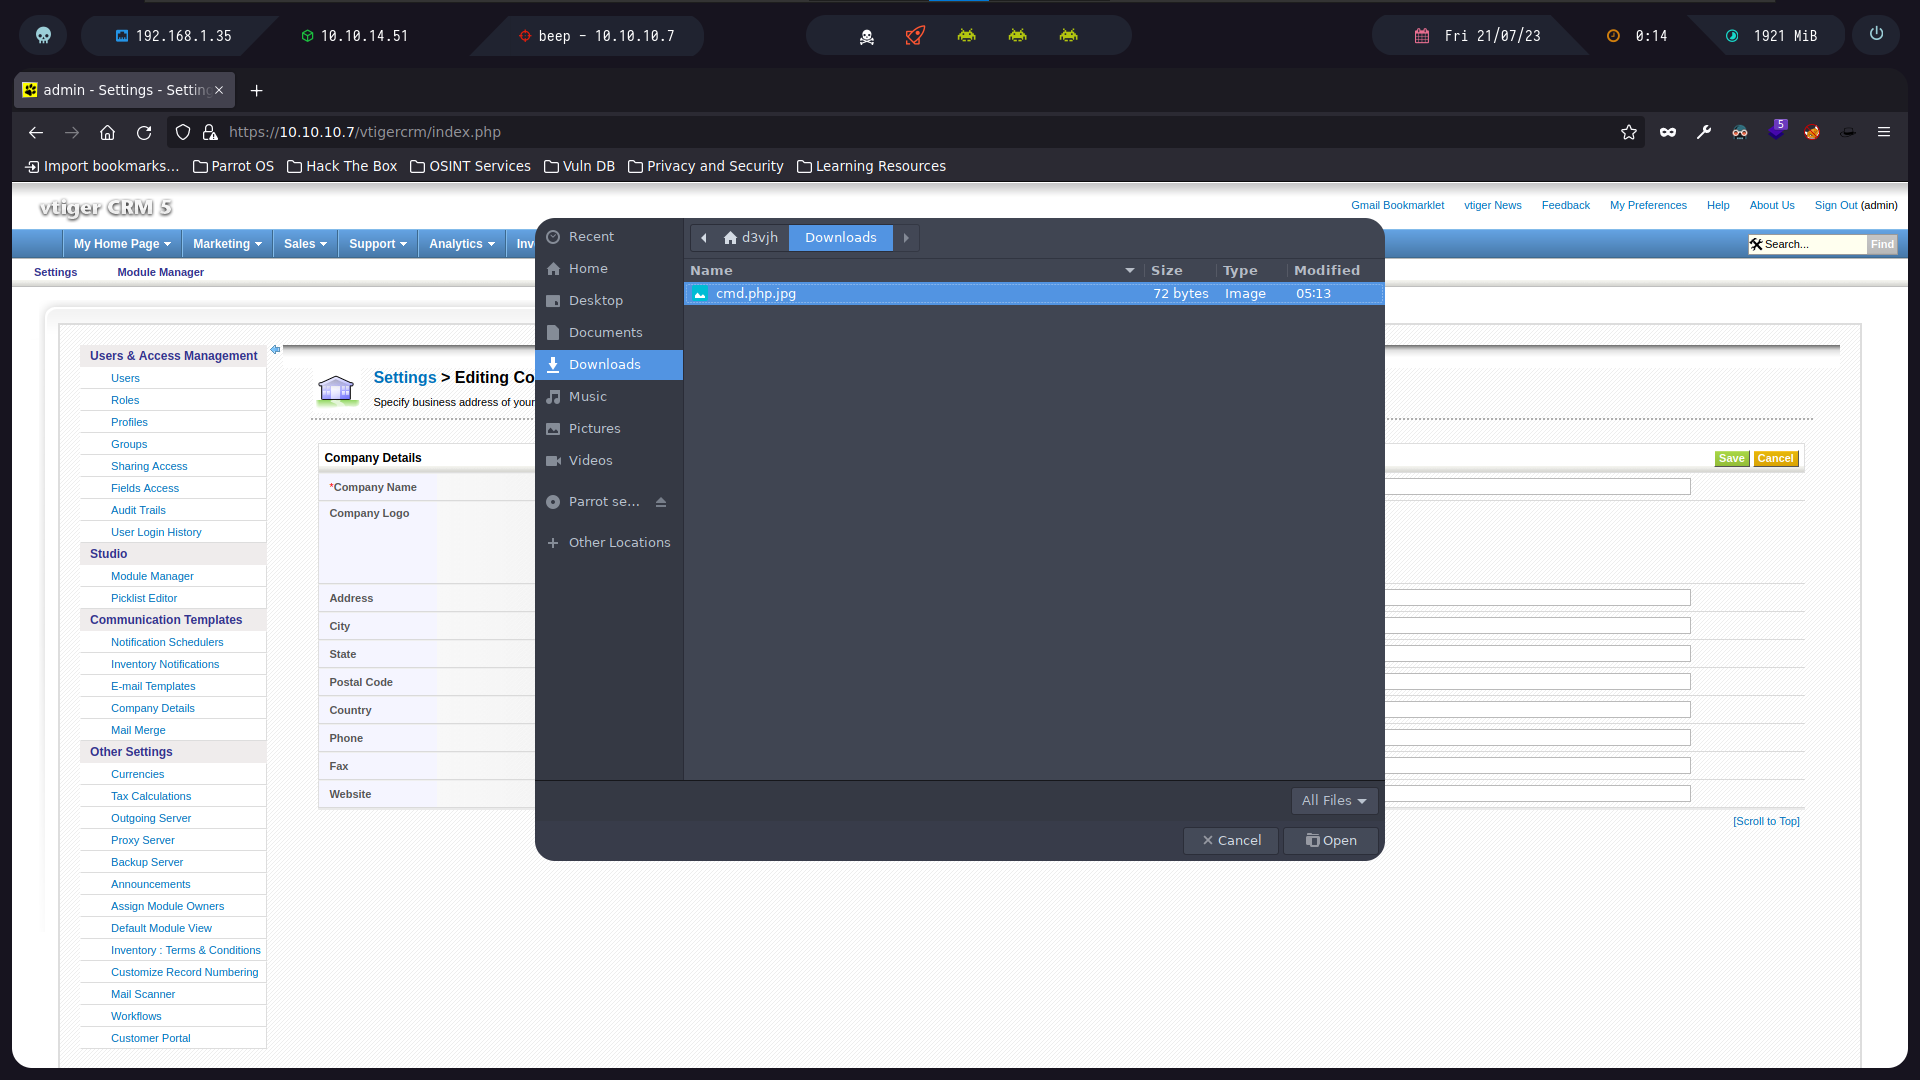 192.168.1.35
10.10.14.51
beep - 10.10.10.7
Fri 21/07/23
0:14
1921 MiB
admin - Settings - Setting
https://10.10.10.7/vtigercrm/index.php
5
Import bookmarks...
Parrot OS
Hack The Box
OSINT Services
Vuln DB
Privacy and Security
Learning Resources
vtiger CRM 5
Gmail Bookmarklet
vtiger News
Feedback
My Preferences
Help
About Us
Sign Out (admin)
My Home Page
Marketing
Sales
Support
Analytics
Inv
Search...
Find
Settings
Module Manager
Users & Access Management
Users
Roles
Profiles
Groups
Sharing Access
Fields Access
Audit Trails
User Login History
Studio
Module Manager
Picklist Editor
Communication Templates
Notification Schedulers
Inventory Notifications
E-mail Templates
Company Details
Mail Merge
Other Settings
Currencies
Tax Calculations
Outgoing Server
Proxy Server
Backup Server
Announcements
Assign Module Owners
Default Module View
Inventory : Terms & Conditions
Customize Record Numbering
Mail Scanner
Workflows
Customer Portal
Settings > Editing Co
Specify business address of your
Company Details
Save
Cancel
*Company Name
Company Logo
Address
City
State
Postal Code
Country
Phone
Fax
Website
[Scroll to Top]
Recent
Home
Desktop
Documents
Downloads
Music
Pictures
Videos
Parrot se...
Other Locations
d3vjh
Downloads
Name
Size
Type
Modified
cmd.php.jpg
72 bytes
Image
05:13
All Files
Cancel
Open